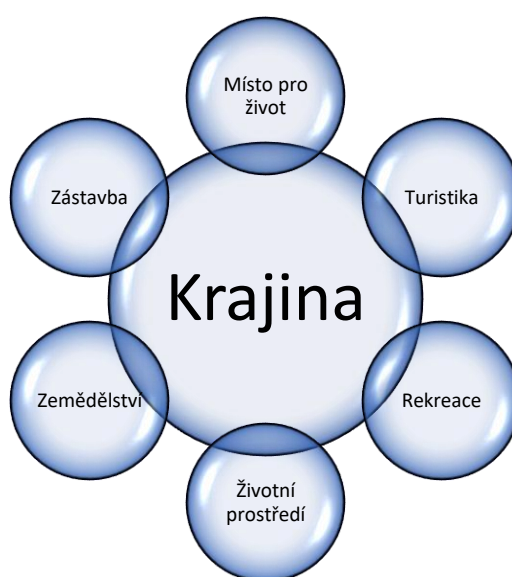 Místo pro
život
Zástavba
Turistika
Krajina
Zemědělství
Rekreace
Životní
prostředí